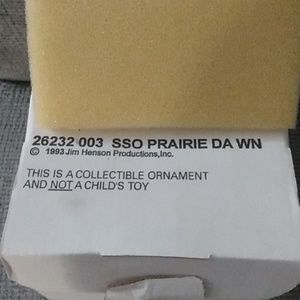 26232 003 SSO PRAIRIE DA WN
© 1993 Jim Henson Productions, Inc.
THIS IS A COLLECTIBLE ORNAMENT
AND NOT A CHILD'S TOY